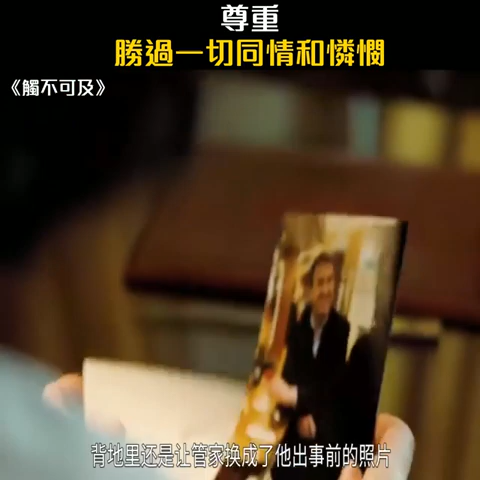 尊重
勝過一切同情和憐憫
《觸不可及》
背地里还是让管家换成了他出事前的照片